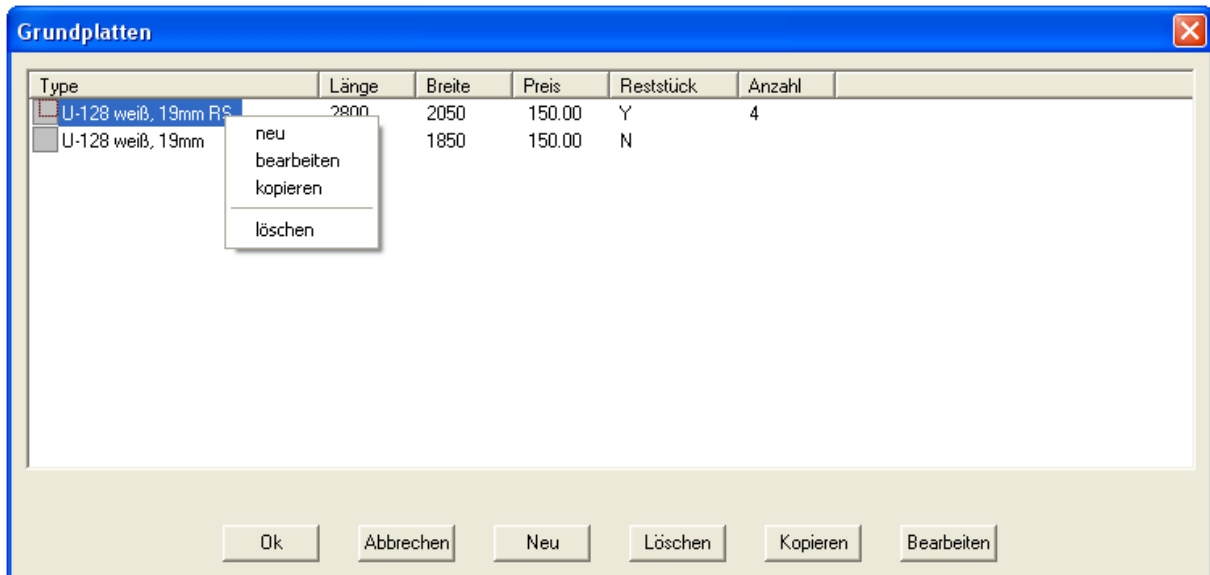 Grundplatten
Type Länge Breite Preis Reststück Anzahl
U-128 weiß, 19mm RS 2800 2050 150.00 Y 4
U-128 weiß, 19mm 1850 150.00 N
neu
bearbeiten
kopieren
löschen
Ok Abbrechen Neu Löschen Kopieren Bearbeiten